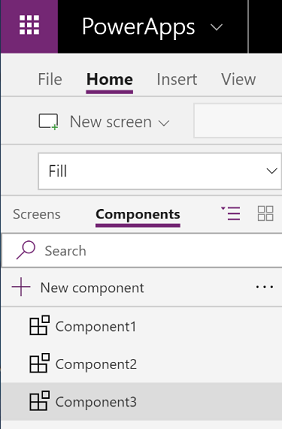 PowerApps
File Home Insert View
New screen
Fill
Screens Components
Search
New component
Component1
Component2
Component3